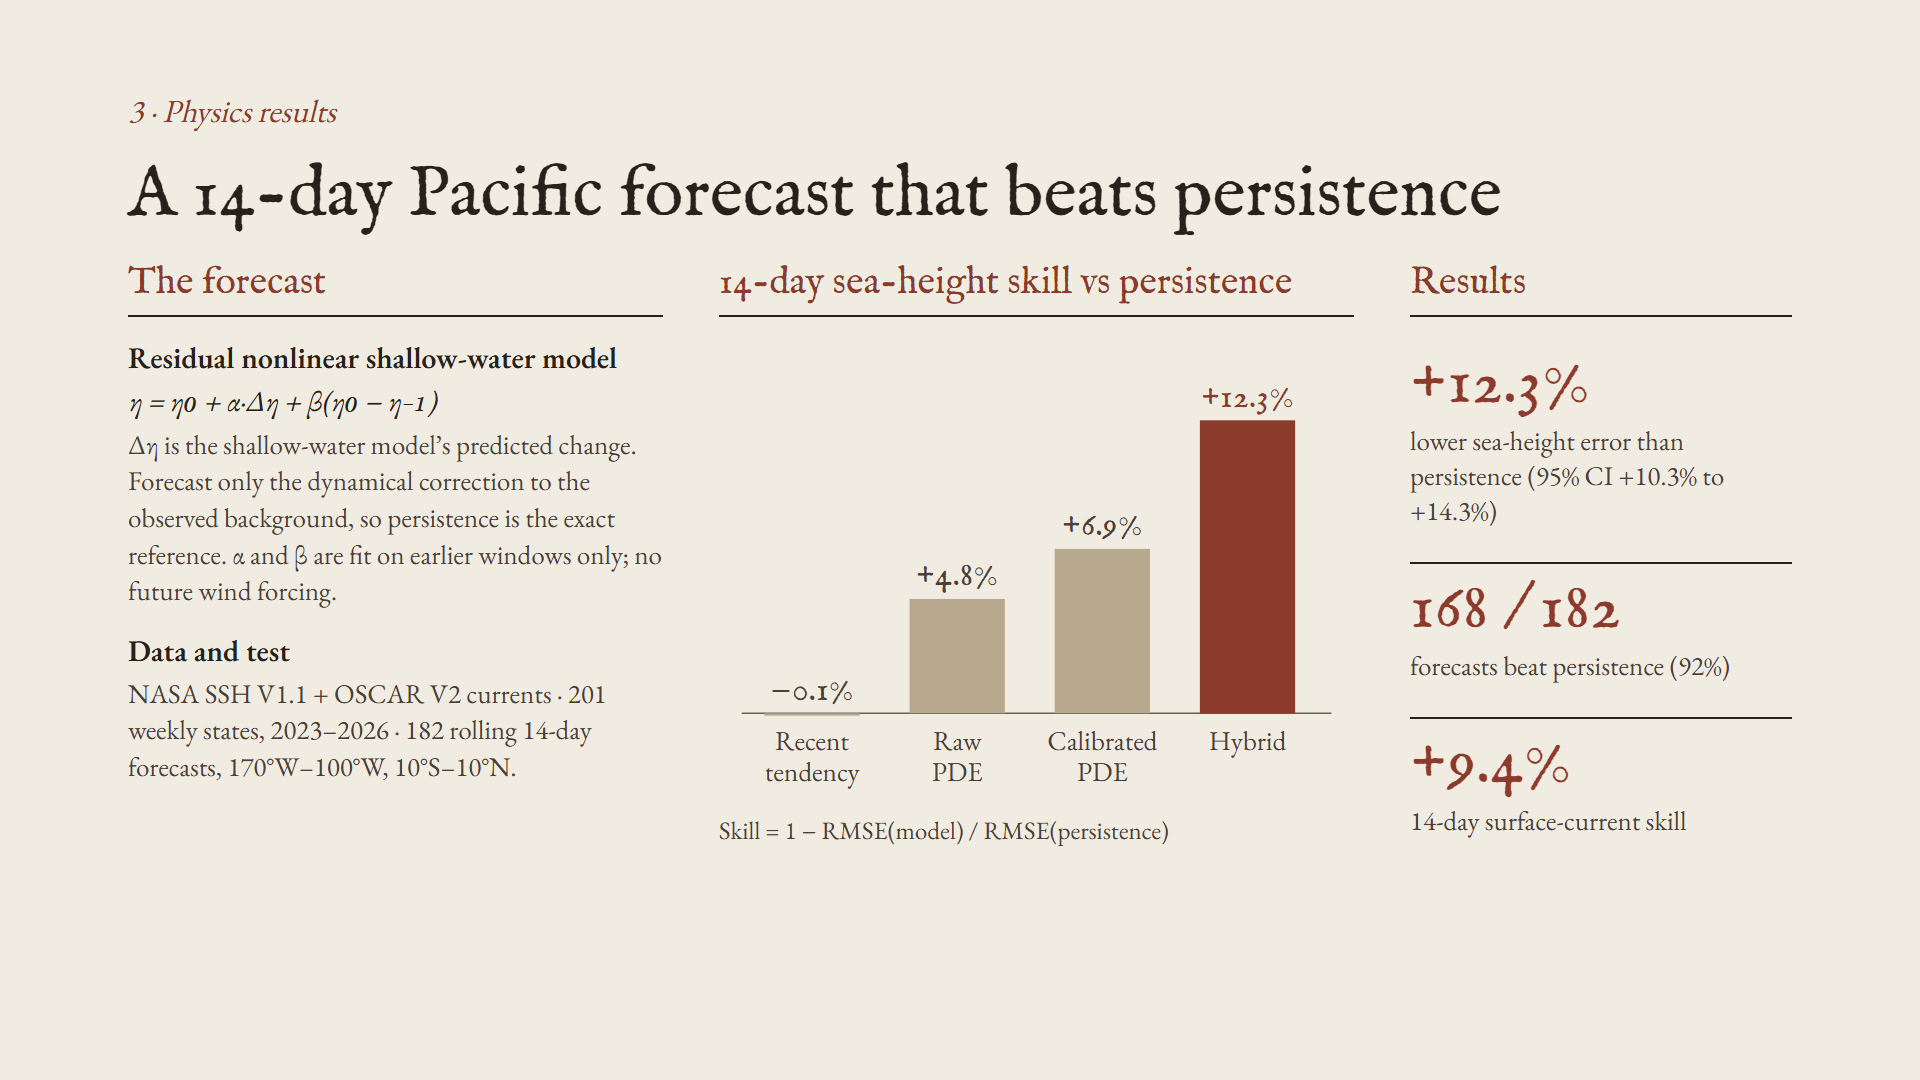 3 · Physics results
A 14-day Pacific forecast that beats persistence
The forecast
Residual nonlinear shallow-water model
η = η0 + α·Δη + β(η0 − η-1)
Δη is the shallow-water model’s predicted change.
Forecast only the dynamical correction to the
observed background, so persistence is the exact
reference. α and β are fit on earlier windows only; no
future wind forcing.
Data and test
NASA SSH V1.1 + OSCAR V2 currents · 201
weekly states, 2023–2026 · 182 rolling 14-day
forecasts, 170°W–100°W, 10°S–10°N.
14-day sea-height skill vs persistence
−0.1%
+4.8%
+6.9%
+12.3%
Recent
tendency
Raw
PDE
Calibrated
PDE
Hybrid
Skill = 1 − RMSE(model) / RMSE(persistence)
Results
+12.3%
lower sea-height error than
persistence (95% CI +10.3% to
+14.3%)
168 / 182
forecasts beat persistence (92%)
+9.4%
14-day surface-current skill